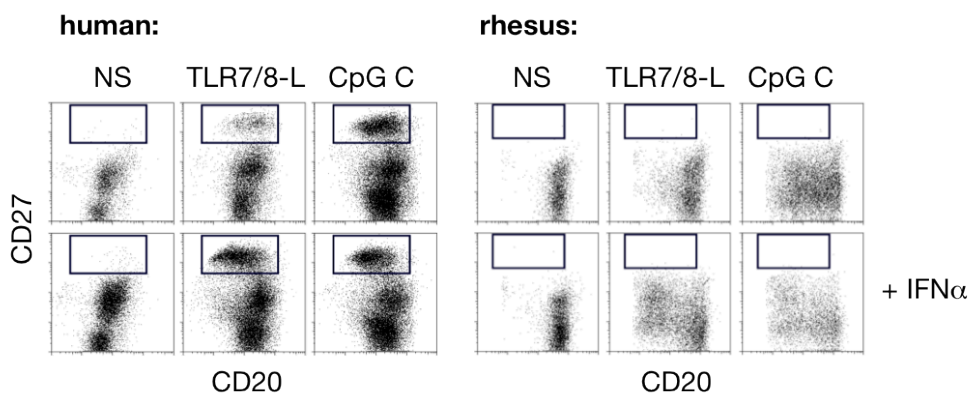 human: rhesus:
NS TLR7/8-L CpG C NS TLR7/8-L CpG C
CD27
+ IFNα
CD20 CD20